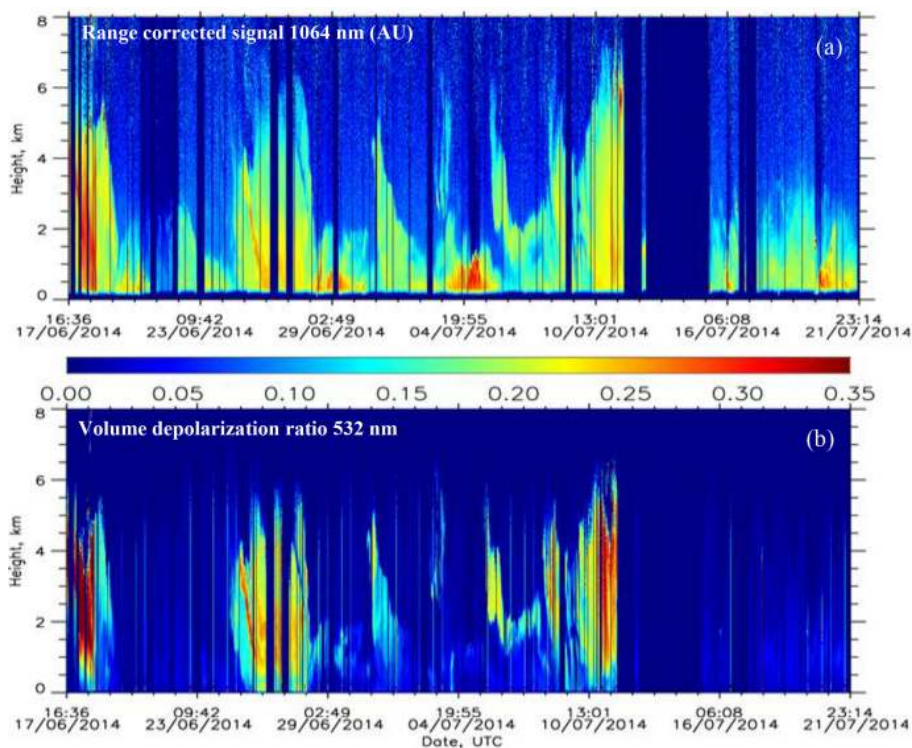 Range corrected signal 1064 nm (AU)
(a)
8
6
4
2
0
Height, km
16:36 09:42 02:49 19:55 13:01 06:08 23:14
17/06/2014 23/06/2014 29/06/2014 04/07/2014 10/07/2014 16/07/2014 21/07/2014
0.00 0.05 0.10 0.15 0.20 0.25 0.30 0.35
Volume depolarization ratio 532 nm
(b)
8
6
4
2
0
Height, km
16:36 09:42 02:49 19:55 13:01 06:08 23:14
17/06/2014 23/06/2014 29/06/2014 04/07/2014 10/07/2014 16/07/2014 21/07/2014
Date, UTC